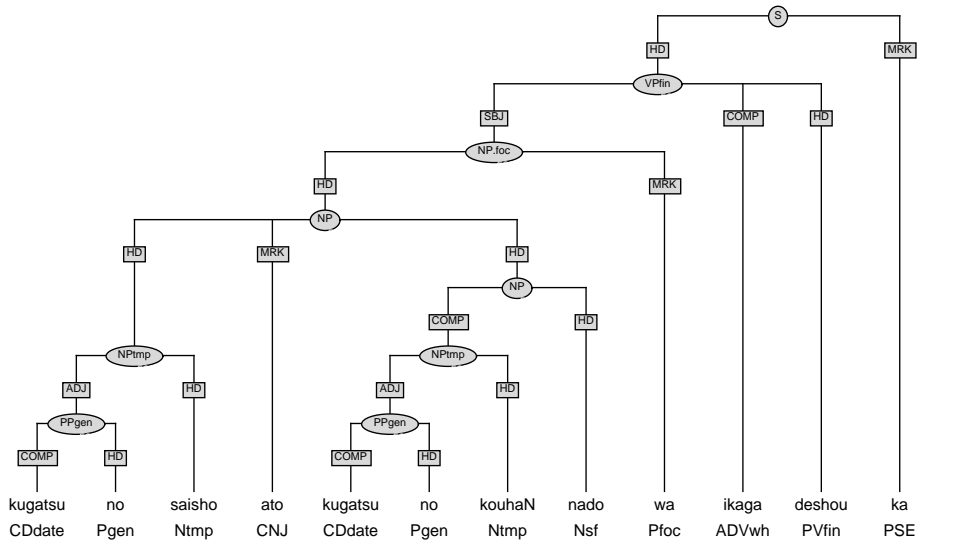 S
HD MRK
VPfin
SBJ COMP HD
NP.foc
HD MRK
NP
HD MRK HD
NP
COMP HD
NPtmp NPtmp
ADJ HD ADJ HD
PPgen PPgen
COMP HD COMP HD
kugatsu no saisho ato kugatsu no kouhaN nado wa ikaga deshou ka
CDdate Pgen Ntmp CNJ CDdate Pgen Ntmp Nsf Pfoc ADVwh PVfin PSE